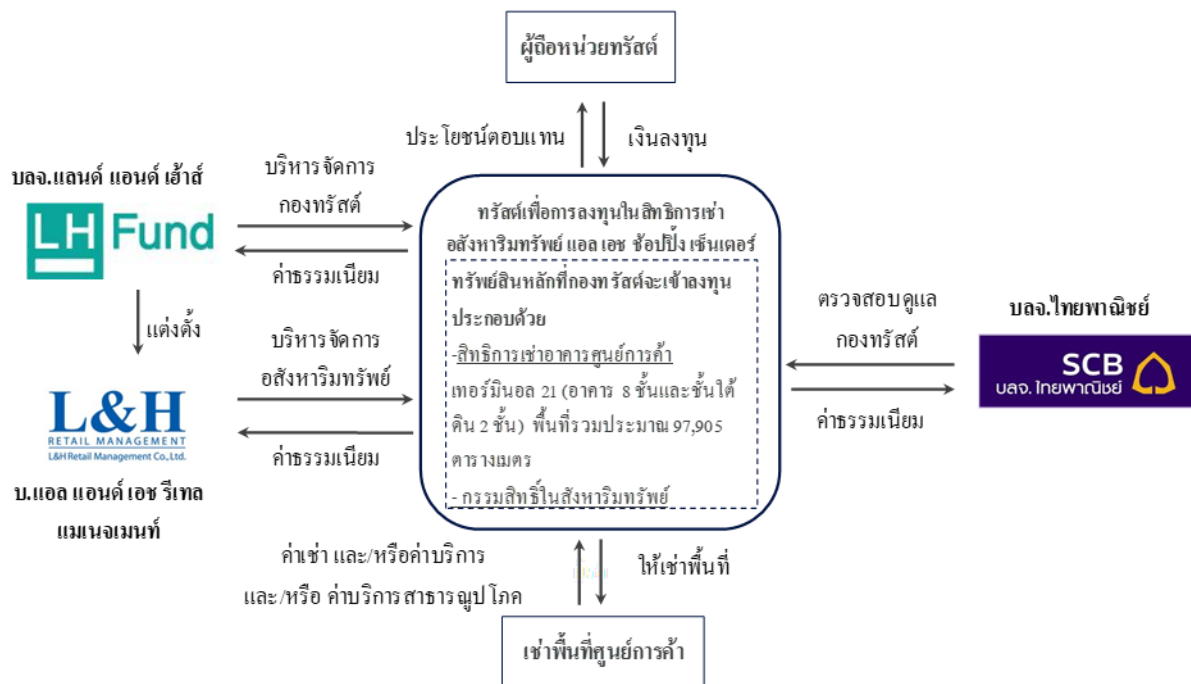 ผู้ถือหน่วยทรัสต์
ประโยชน์ตอบแทน
เงินลงทุน
บลจ.แลนด์ แอนด์ เฮ้าส์
LH Fund
บริหารจัดการ
กองทรัสต์
ค่าธรรมเนียม
แต่งตั้ง
บริหารจัดการ
อสังหาริมทรัพย์
ค่าธรรมเนียม
L&H
RETAIL MANAGEMENT
L&H Retail Management Co.,Ltd.
บ.แอล แอนด์ เอช รีเทล
แมเนจเมนท์
ทรัสต์เพื่อการลงทุนในสิทธิการเช่า
อสังหาริมทรัพย์ แอล เอช ช้อปปิ้ง เซ็นเตอร์
ทรัพย์สินหลักที่กองทรัสต์จะเข้าลงทุน
ประกอบด้วย
-สิทธิการเช่าอาคารศูนย์การค้า
เทอร์มินอล 21 (อาคาร 8 ชั้นและชั้นใต้
ดิน 2 ชั้น) พื้นที่รวมประมาณ 97,905
ตารางเมตร
- กรรมสิทธิ์ในสังหาริมทรัพย์
ตรวจสอบดูแล
กองทรัสต์
ค่าธรรมเนียม
บลจ.ไทยพาณิชย์
SCB
บลจ. ไทยพาณิชย์
ค่าเช่า และ/หรือค่าบริการ
และ/หรือ ค่าบริการสาธารณูปโภค
ให้เช่าพื้นที่
เช่าพื้นที่ศูนย์การค้า